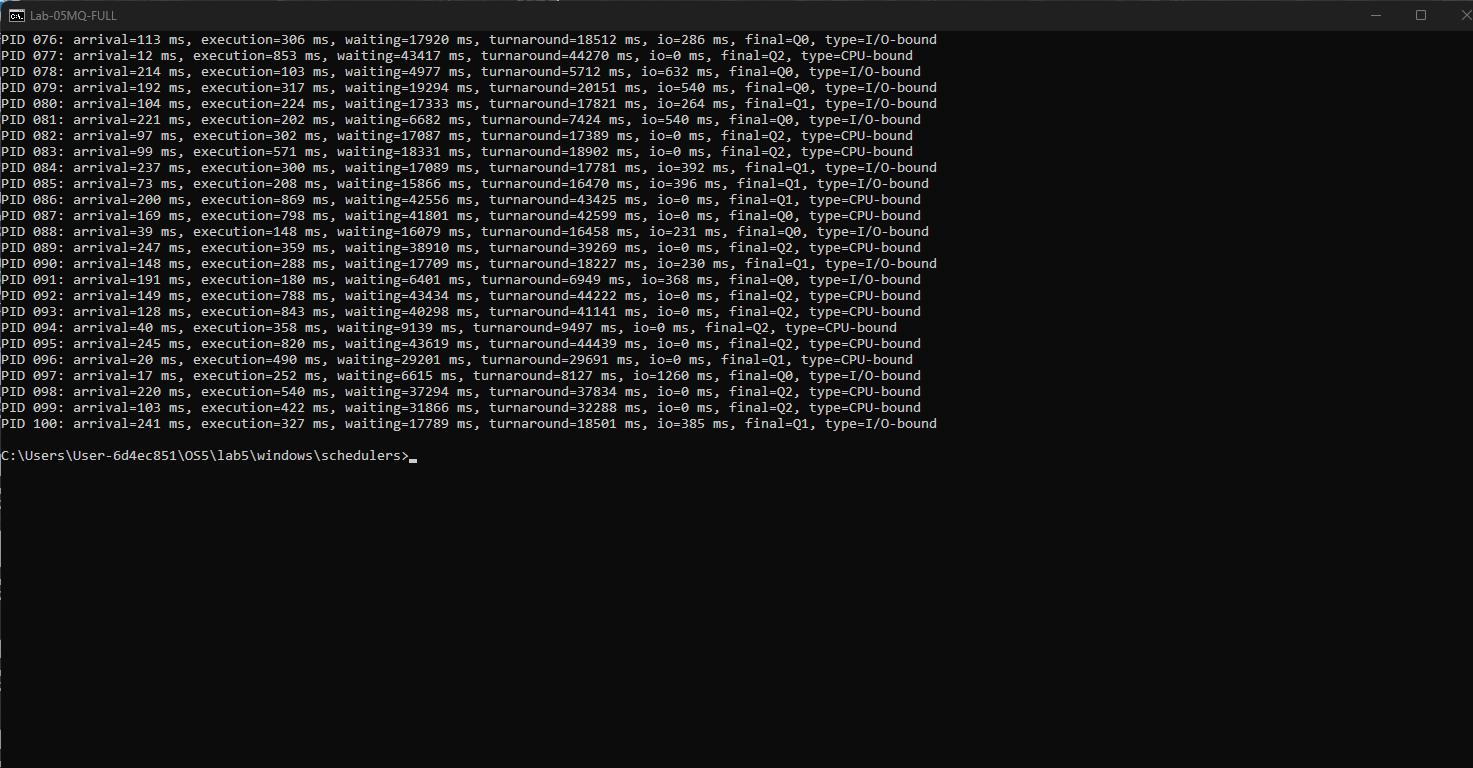 Lab-05MQ-FULL
PID 076: arrival=113 ms, execution=306 ms, waiting=17920 ms, turnaround=18512 ms, io=286 ms, final=Q0, type=I/O-bound
PID 077: arrival=12 ms, execution=853 ms, waiting=43417 ms, turnaround=44270 ms, io=0 ms, final=Q2, type=CPU-bound
PID 078: arrival=214 ms, execution=103 ms, waiting=4977 ms, turnaround=5712 ms, io=632 ms, final=Q0, type=I/O-bound
PID 079: arrival=192 ms, execution=317 ms, waiting=19294 ms, turnaround=20151 ms, io=540 ms, final=Q0, type=I/O-bound
PID 080: arrival=104 ms, execution=224 ms, waiting=17333 ms, turnaround=17821 ms, io=264 ms, final=Q1, type=I/O-bound
PID 081: arrival=221 ms, execution=202 ms, waiting=6682 ms, turnaround=7424 ms, io=540 ms, final=Q0, type=I/O-bound
PID 082: arrival=97 ms, execution=302 ms, waiting=17087 ms, turnaround=17389 ms, io=0 ms, final=Q2, type=CPU-bound
PID 083: arrival=99 ms, execution=571 ms, waiting=18331 ms, turnaround=18902 ms, io=0 ms, final=Q2, type=CPU-bound
PID 084: arrival=237 ms, execution=300 ms, waiting=17089 ms, turnaround=17781 ms, io=392 ms, final=Q1, type=I/O-bound
PID 085: arrival=73 ms, execution=208 ms, waiting=15866 ms, turnaround=16470 ms, io=396 ms, final=Q1, type=I/O-bound
PID 086: arrival=200 ms, execution=869 ms, waiting=42556 ms, turnaround=43425 ms, io=0 ms, final=Q1, type=CPU-bound
PID 087: arrival=169 ms, execution=798 ms, waiting=41801 ms, turnaround=42599 ms, io=0 ms, final=Q0, type=CPU-bound
PID 088: arrival=39 ms, execution=148 ms, waiting=16079 ms, turnaround=16458 ms, io=231 ms, final=Q0, type=I/O-bound
PID 089: arrival=247 ms, execution=359 ms, waiting=38910 ms, turnaround=39269 ms, io=0 ms, final=Q2, type=CPU-bound
PID 090: arrival=148 ms, execution=288 ms, waiting=17709 ms, turnaround=18227 ms, io=230 ms, final=Q1, type=I/O-bound
PID 091: arrival=191 ms, execution=180 ms, waiting=6401 ms, turnaround=6949 ms, io=368 ms, final=Q0, type=I/O-bound
PID 092: arrival=149 ms, execution=788 ms, waiting=43434 ms, turnaround=44222 ms, io=0 ms, final=Q2, type=CPU-bound
PID 093: arrival=128 ms, execution=843 ms, waiting=40298 ms, turnaround=41141 ms, io=0 ms, final=Q2, type=CPU-bound
PID 094: arrival=40 ms, execution=358 ms, waiting=9139 ms, turnaround=9497 ms, io=0 ms, final=Q2, type=CPU-bound
PID 095: arrival=245 ms, execution=820 ms, waiting=43619 ms, turnaround=44439 ms, io=0 ms, final=Q2, type=CPU-bound
PID 096: arrival=20 ms, execution=490 ms, waiting=29201 ms, turnaround=29691 ms, io=0 ms, final=Q1, type=CPU-bound
PID 097: arrival=17 ms, execution=252 ms, waiting=6615 ms, turnaround=8127 ms, io=1260 ms, final=Q0, type=I/O-bound
PID 098: arrival=220 ms, execution=540 ms, waiting=37294 ms, turnaround=37834 ms, io=0 ms, final=Q2, type=CPU-bound
PID 099: arrival=103 ms, execution=422 ms, waiting=31866 ms, turnaround=32288 ms, io=0 ms, final=Q2, type=CPU-bound
PID 100: arrival=241 ms, execution=327 ms, waiting=17789 ms, turnaround=18501 ms, io=385 ms, final=Q1, type=I/O-bound
C:\Users\User-6d4ec851\OS5\lab5\windows\schedulers>